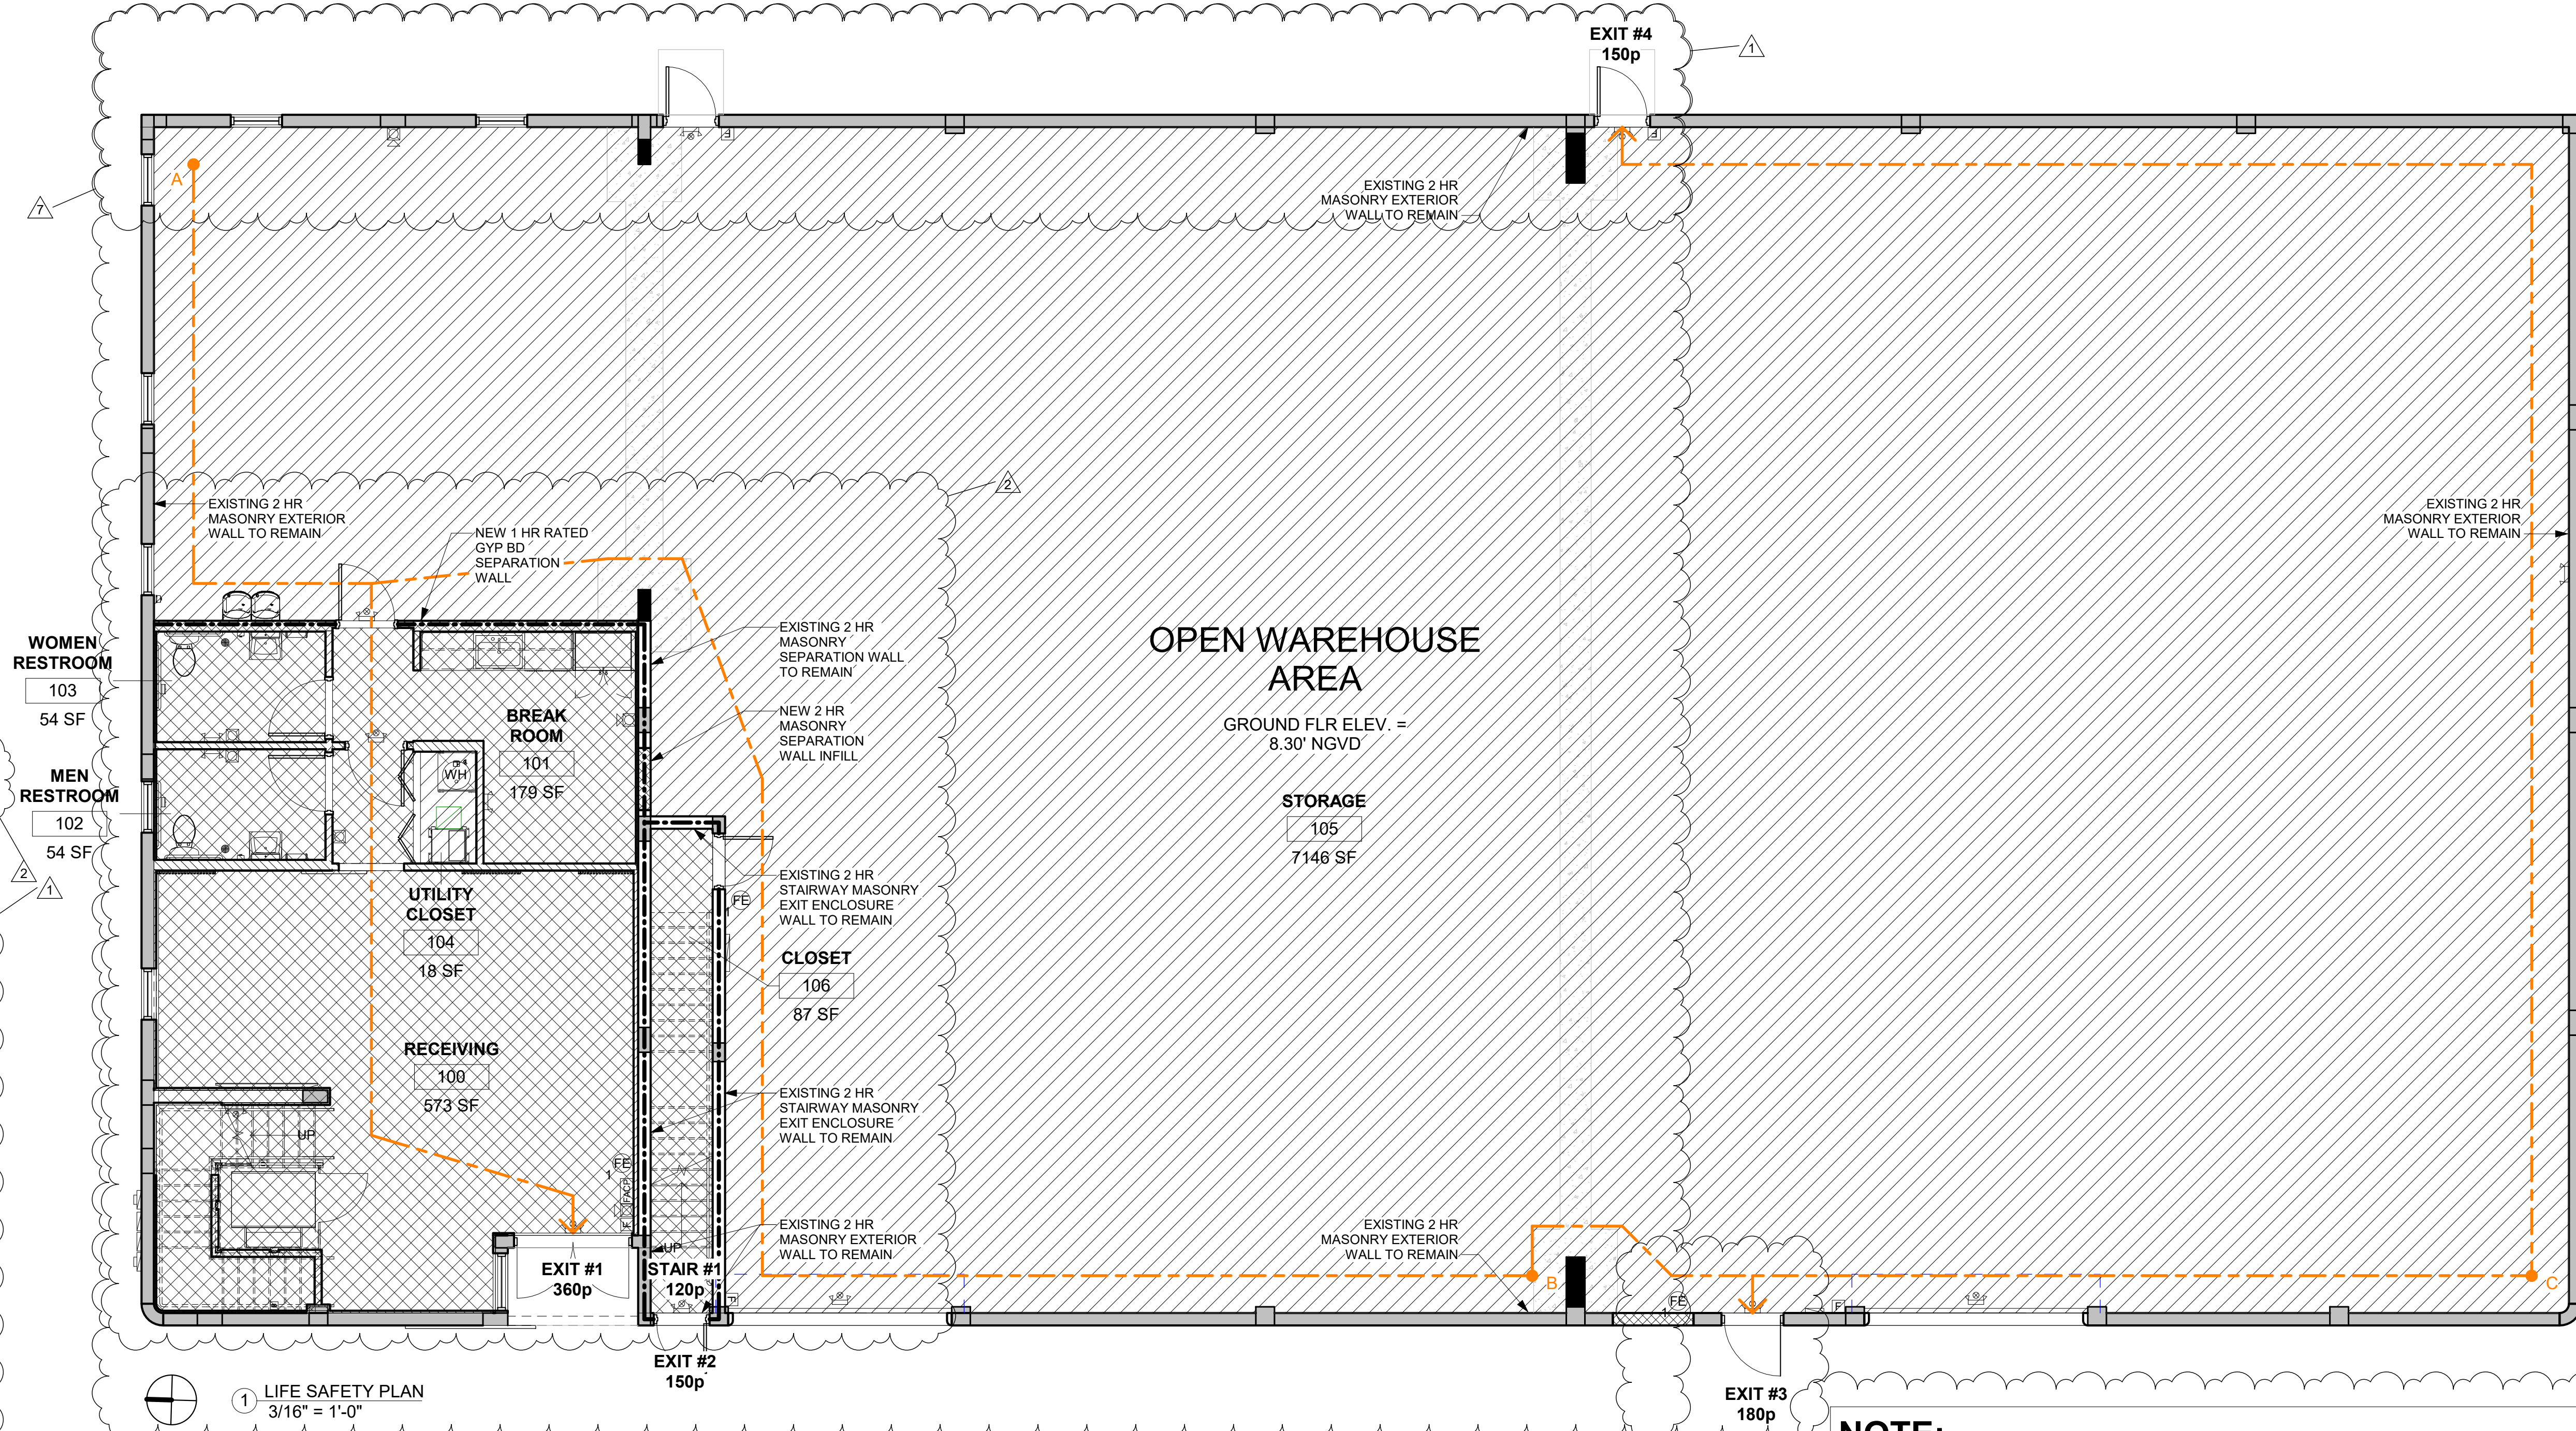 EXIT #4
150p
1
7
A
EXISTING 2 HR
MASONRY EXTERIOR
WALL TO REMAIN
F
F
2
EXISTING 2 HR
MASONRY EXTERIOR
WALL TO REMAIN
NEW 1 HR RATED
GYP BD
SEPARATION
WALL
EXISTING 2 HR
MASONRY EXTERIOR
WALL TO REMAIN
WOMEN
RESTROOM
103
54 SF
EXISTING 2 HR
MASONRY
SEPARATION WALL
TO REMAIN
OPEN WAREHOUSE
AREA
GROUND FLR ELEV. =
8.30' NGVD
STORAGE
105
7146 SF
BREAK
ROOM
101
179 SF
NEW 2 HR
MASONRY
SEPARATION
WALL INFILL
WH
MEN
RESTROOM
102
54 SF
2
1
UTILITY
CLOSET
104
18 SF
FE
1
EXISTING 2 HR
STAIRWAY MASONRY
EXIT ENCLOSURE
WALL TO REMAIN
CLOSET
106
87 SF
RECEIVING
100
573 SF
EXISTING 2 HR
STAIRWAY MASONRY
EXIT ENCLOSURE
WALL TO REMAIN
UP
FE
1
FACP
F
EXISTING 2 HR
MASONRY EXTERIOR
WALL TO REMAIN
UP
EXISTING 2 HR
MASONRY EXTERIOR
WALL TO REMAIN
EXIT #1
360p
STAIR #1
120p
B
C
F
FE
1
F
EXIT #2
150p
EXIT #3
180p
1
LIFE SAFETY PLAN
3/16" = 1'-0"
NOTE: